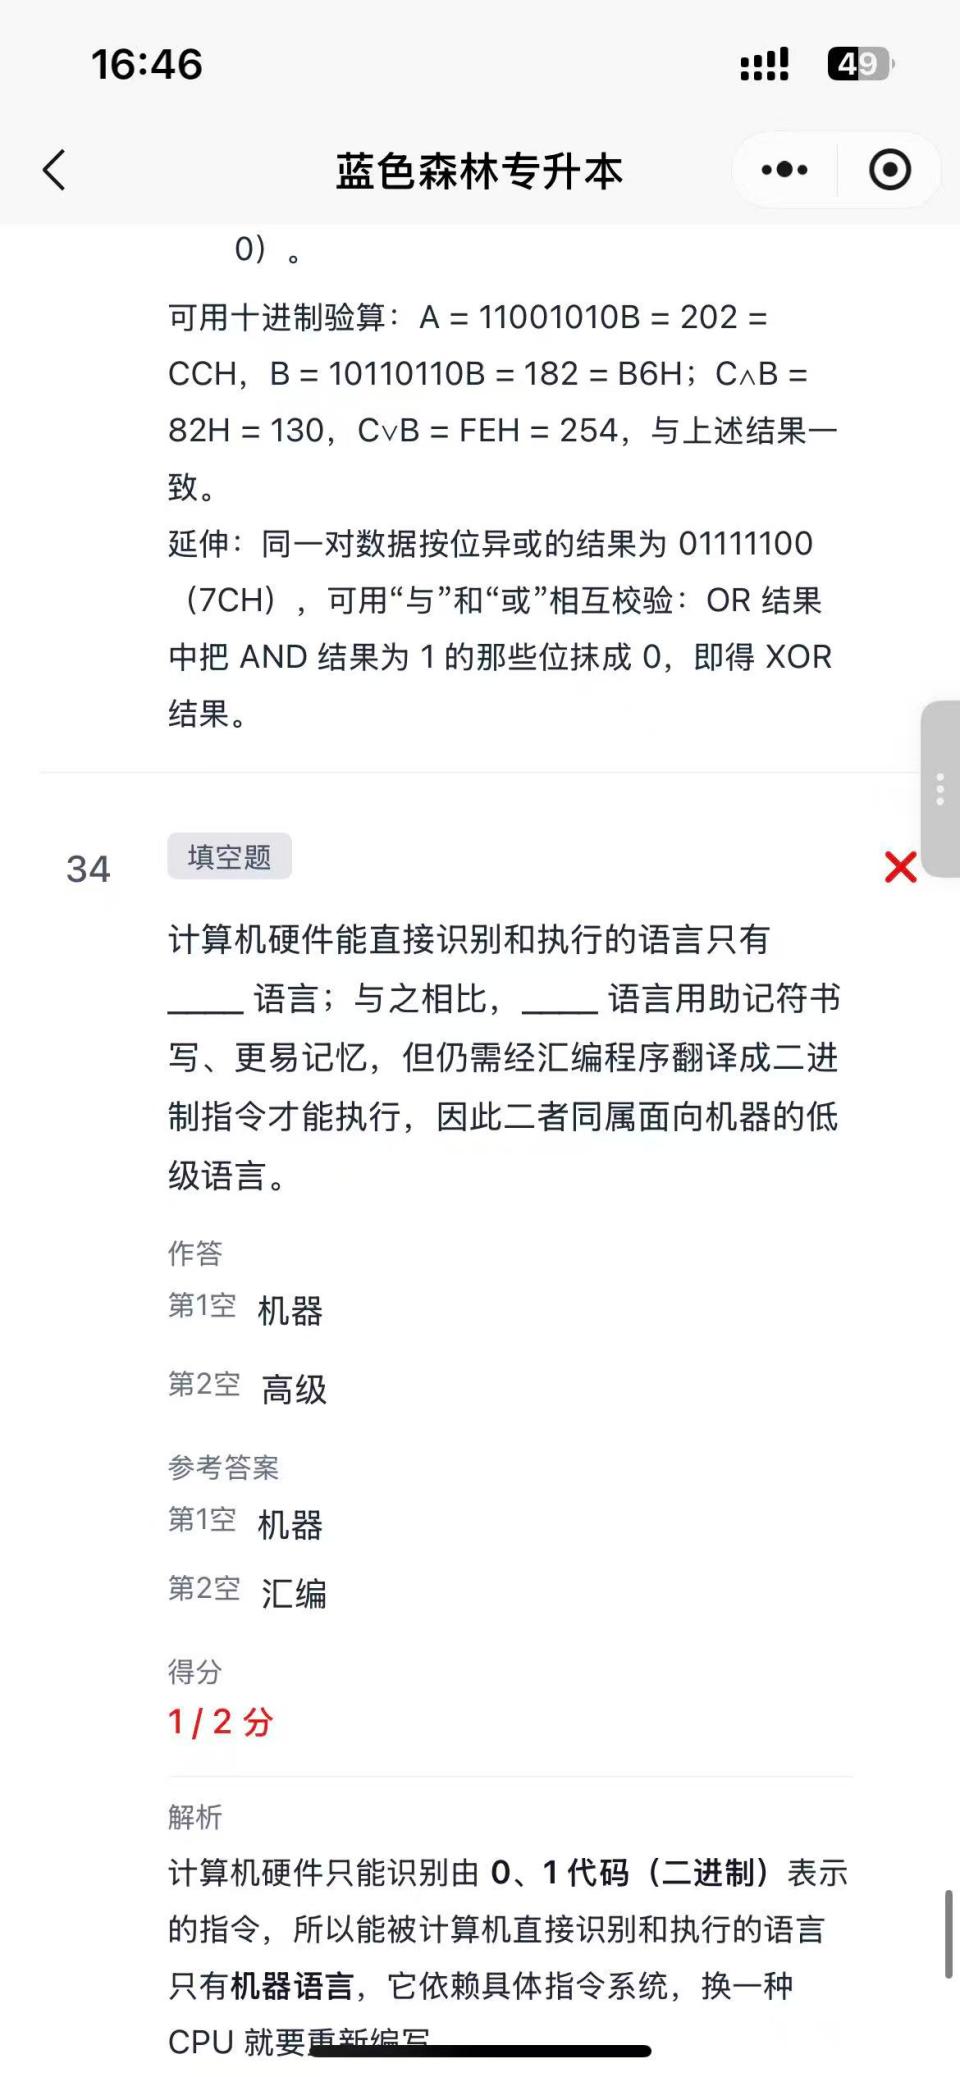 16:46
49
蓝色森林专升本
0）。
可用十进制验算：A = 11001010B = 202 =
CCH，B = 10110110B = 182 = B6H；C∧B =
82H = 130，C∨B = FEH = 254，与上述结果一
致。
延伸：同一对数据按位异或的结果为 01111100
（7CH），可用“与”和“或”相互校验：OR 结果
中把 AND 结果为 1 的那些位抹成 0，即得 XOR
结果。
34
填空题
计算机硬件能直接识别和执行的语言只有
____ 语言；与之相比，____ 语言用助记符书
写、更易记忆，但仍需经汇编程序翻译成二进
制指令才能执行，因此二者同属面向机器的低
级语言。
作答
第1空 机器
第2空 高级
参考答案
第1空 机器
第2空 汇编
得分
1 / 2 分
解析
计算机硬件只能识别由 0、1 代码（二进制）表示
的指令，所以能被计算机直接识别和执行的语言
只有机器语言，它依赖具体指令系统，换一种
CPU 就要重新编写